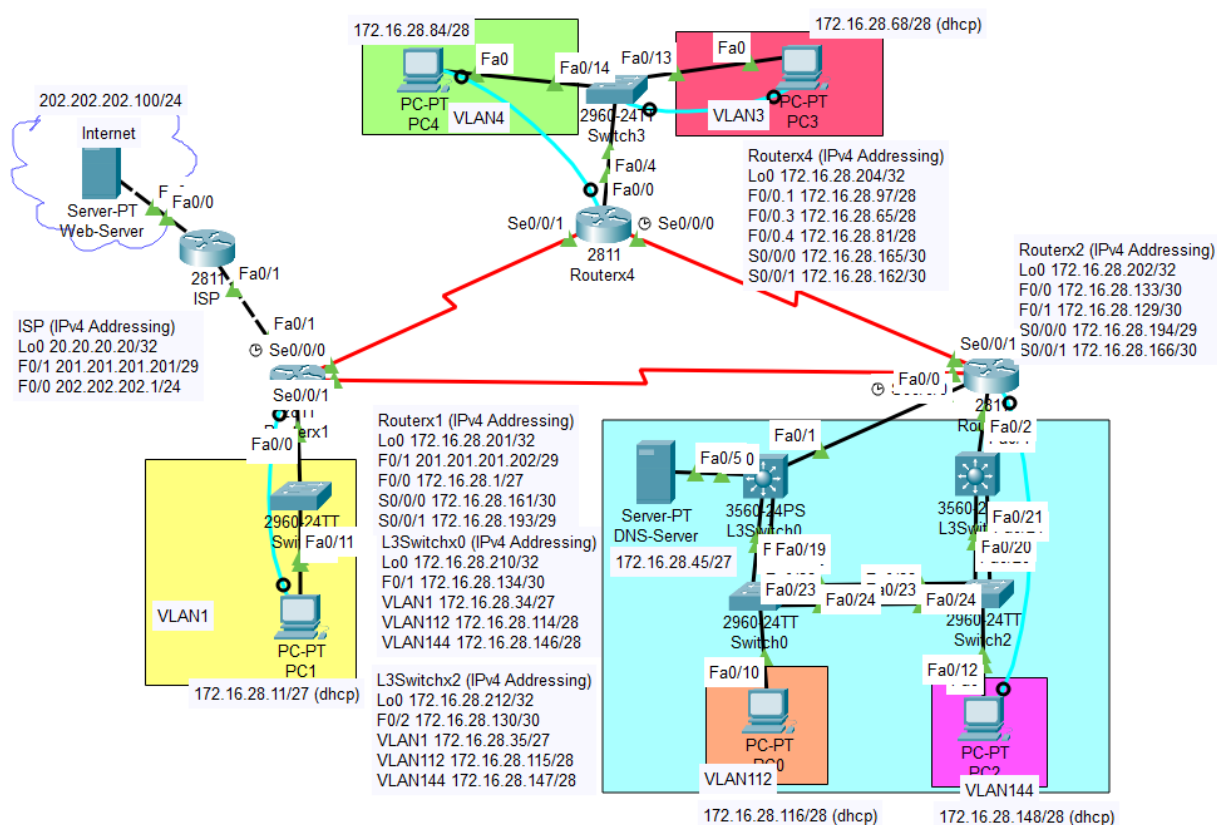 172.16.28.84/28
172.16.28.68/28 (dhcp)
Fa0
Fa0/14
Fa0/13
Fa0
PC-PT
PC4
VLAN4
2960-24TT
Switch3
VLAN3
PC-PT
PC3
202.202.202.100/24
Internet
Server-PT
Web-Server
Fa0/0
2811
ISP
Fa0/1
Fa0/4
Fa0/0
Se0/0/1
Se0/0/0
2811
Routerx4
Routerx4 (IPv4 Addressing)
Lo0 172.16.28.204/32
F0/0.1 172.16.28.97/28
F0/0.3 172.16.28.65/28
F0/0.4 172.16.28.81/28
S0/0/0 172.16.28.165/30
S0/0/1 172.16.28.162/30
Routerx2 (IPv4 Addressing)
Lo0 172.16.28.202/32
F0/0 172.16.28.133/30
F0/1 172.16.28.129/30
S0/0/0 172.16.28.194/29
S0/0/1 172.16.28.166/30
ISP (IPv4 Addressing)
Lo0 20.20.20.20/32
F0/1 201.201.201.201/29
F0/0 202.202.202.1/24
Fa0/1
Se0/0/0
Se0/0/1
Fa0/0
Se0/0/1
Fa0/0
Routerx1 (IPv4 Addressing)
Lo0 172.16.28.201/32
F0/1 201.201.201.202/29
F0/0 172.16.28.1/27
S0/0/0 172.16.28.161/30
S0/0/1 172.16.28.193/29
L3Switchx0 (IPv4 Addressing)
Lo0 172.16.28.210/32
F0/1 172.16.28.134/30
VLAN1 172.16.28.34/27
VLAN112 172.16.28.114/28
VLAN144 172.16.28.146/28
L3Switchx2 (IPv4 Addressing)
Lo0 172.16.28.212/32
F0/2 172.16.28.130/30
VLAN1 172.16.28.35/27
VLAN112 172.16.28.115/28
VLAN144 172.16.28.147/28
2960-24TT
Fa0/11
VLAN1
PC-PT
PC1
172.16.28.11/27 (dhcp)
Fa0/1
Fa0/2
Fa0/5
Server-PT
DNS-Server
172.16.28.45/27
3560-24PS
L3Switch0
Fa0/19
Fa0/21
Fa0/20
Fa0/23
Fa0/24
Fa0/23
Fa0/24
2960-24TT
Switch0
2960-24TT
Switch2
Fa0/10
Fa0/12
PC-PT
PC0
VLAN112
172.16.28.116/28 (dhcp)
PC-PT
PC2
VLAN144
172.16.28.148/28 (dhcp)